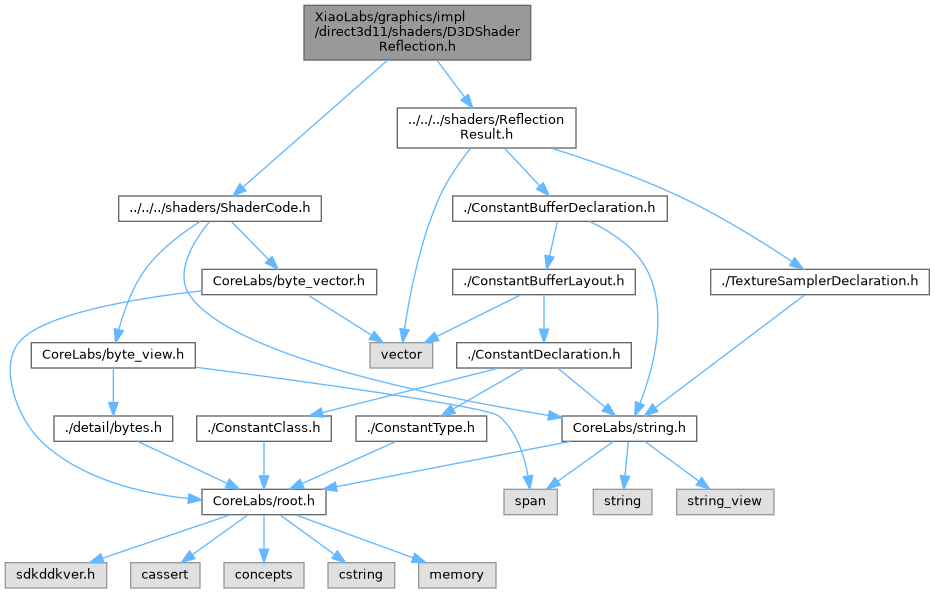 XiaoLabs/graphics/impl
/direct3d11/shaders/D3DShader
Reflection.h
../../../shaders/Reflection
Result.h
../../../shaders/ShaderCode.h
./ConstantBufferDeclaration.h
CoreLabs/byte_vector.h
./ConstantBufferLayout.h
./TextureSamplerDeclaration.h
CoreLabs/byte_view.h
vector
./ConstantDeclaration.h
./detail/bytes.h
./ConstantClass.h
./ConstantType.h
CoreLabs/string.h
CoreLabs/root.h
span
string
string_view
sdkddkver.h
cassert
concepts
cstring
memory